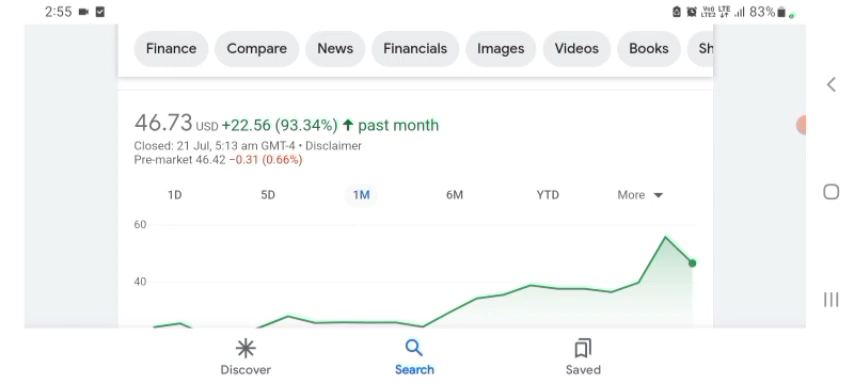 2:55 83%
Finance Compare News Financials Images Videos Books Sh
46.73 USD +22.56 (93.34%) ↑ past month
Closed: 21 Jul, 5:13 am GMT-4 • Disclaimer
Pre-market 46.42 −0.31 (0.66%)
1D 5D 1M 6M YTD More
60
40
Discover Search Saved